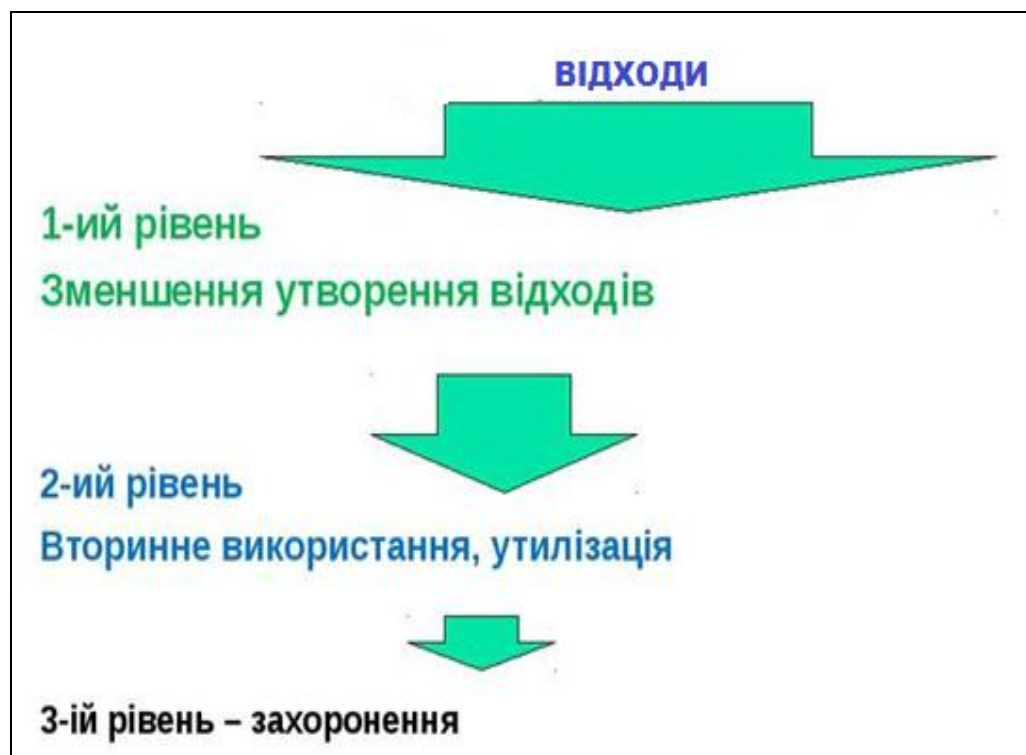 ВІДХОДИ
1-ий рівень
Зменшення утворення відходів
2-ий рівень
Вторинне використання, утилізація
3-ій рівень – захоронення